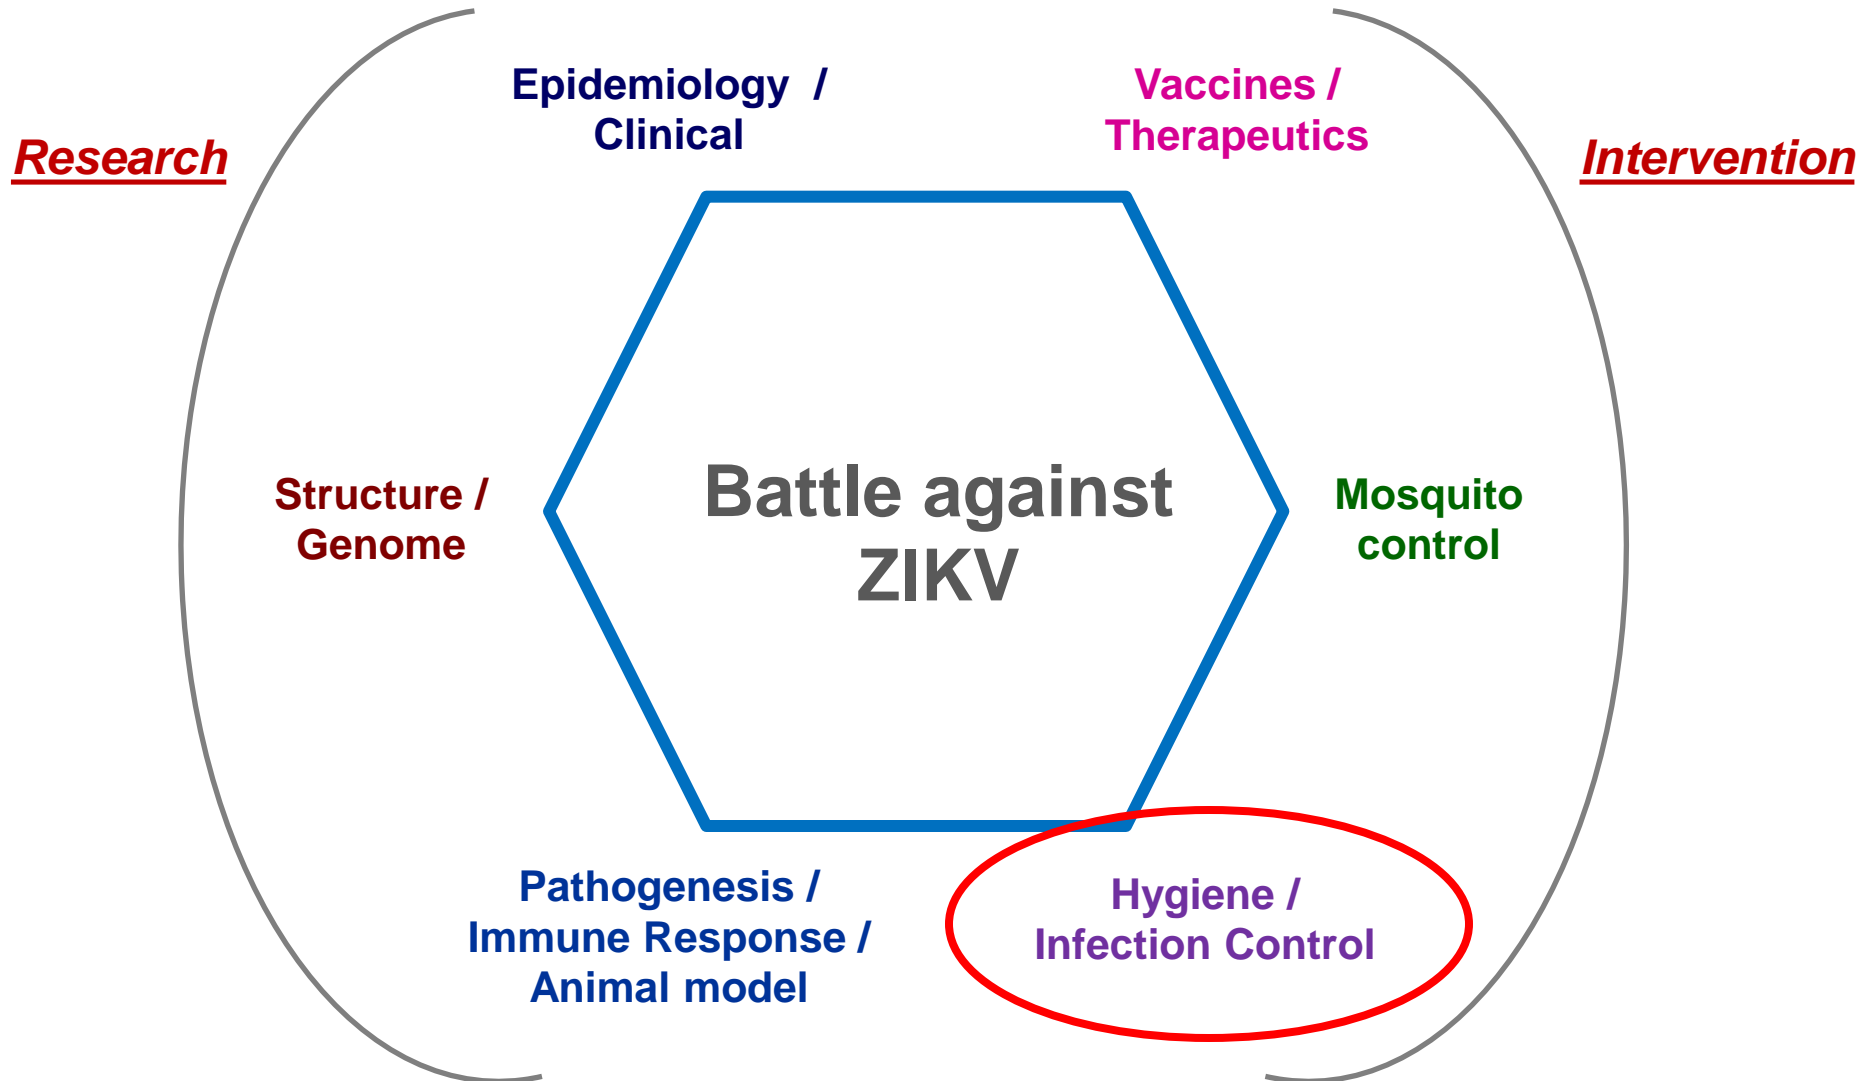 Epidemiology /
Clinical
Vaccines /
Therapeutics
Research
Intervention
Structure /
Genome
Battle against
ZIKV
Mosquito
control
Pathogenesis /
Immune Response /
Animal model
Hygiene /
Infection Control